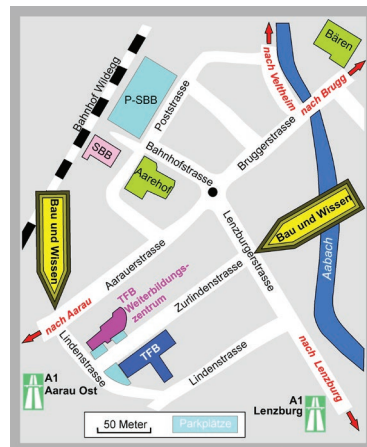 Bären
nach Veltheim
nach Brugg
Bahnhof Wildegg
P-SBB
Poststrasse
SBB
Bahnhofstrasse
Bruggerstrasse
Aarehof
Bau und Wissen
Bau und Wissen
Lenzburgerstrasse
Aabach
Aarauerstrasse
TFB
Weiterbildungs-
zentrum
Zurlindenstrasse
nach Aarau
Lindenstrasse
TFB
Lindenstrasse
nach Lenzburg
A1
Aarau Ost
A1
Lenzburg
50 Meter
Parkplätze